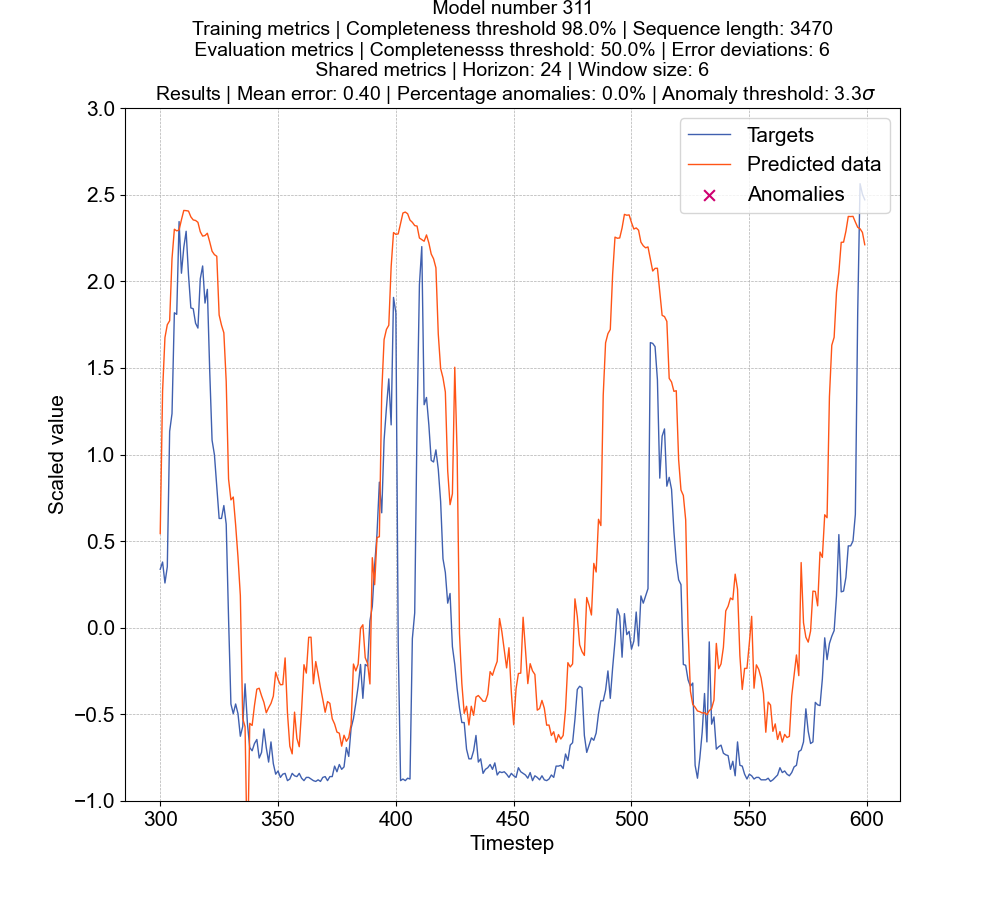 Model number 311
Training metrics | Completeness threshold 98.0% | Sequence length: 3470
Evaluation metrics | Completenesss threshold: 50.0% | Error deviations: 6
Shared metrics | Horizon: 24 | Window size: 6
Results | Mean error: 0.40 | Percentage anomalies: 0.0% | Anomaly threshold: 3.3σ
3.0
2.5
2.0
1.5
1.0
0.5
0.0
−0.5
−1.0
Scaled value
Targets
Predicted data
Anomalies
300 350 400 450 500 550 600
Timestep